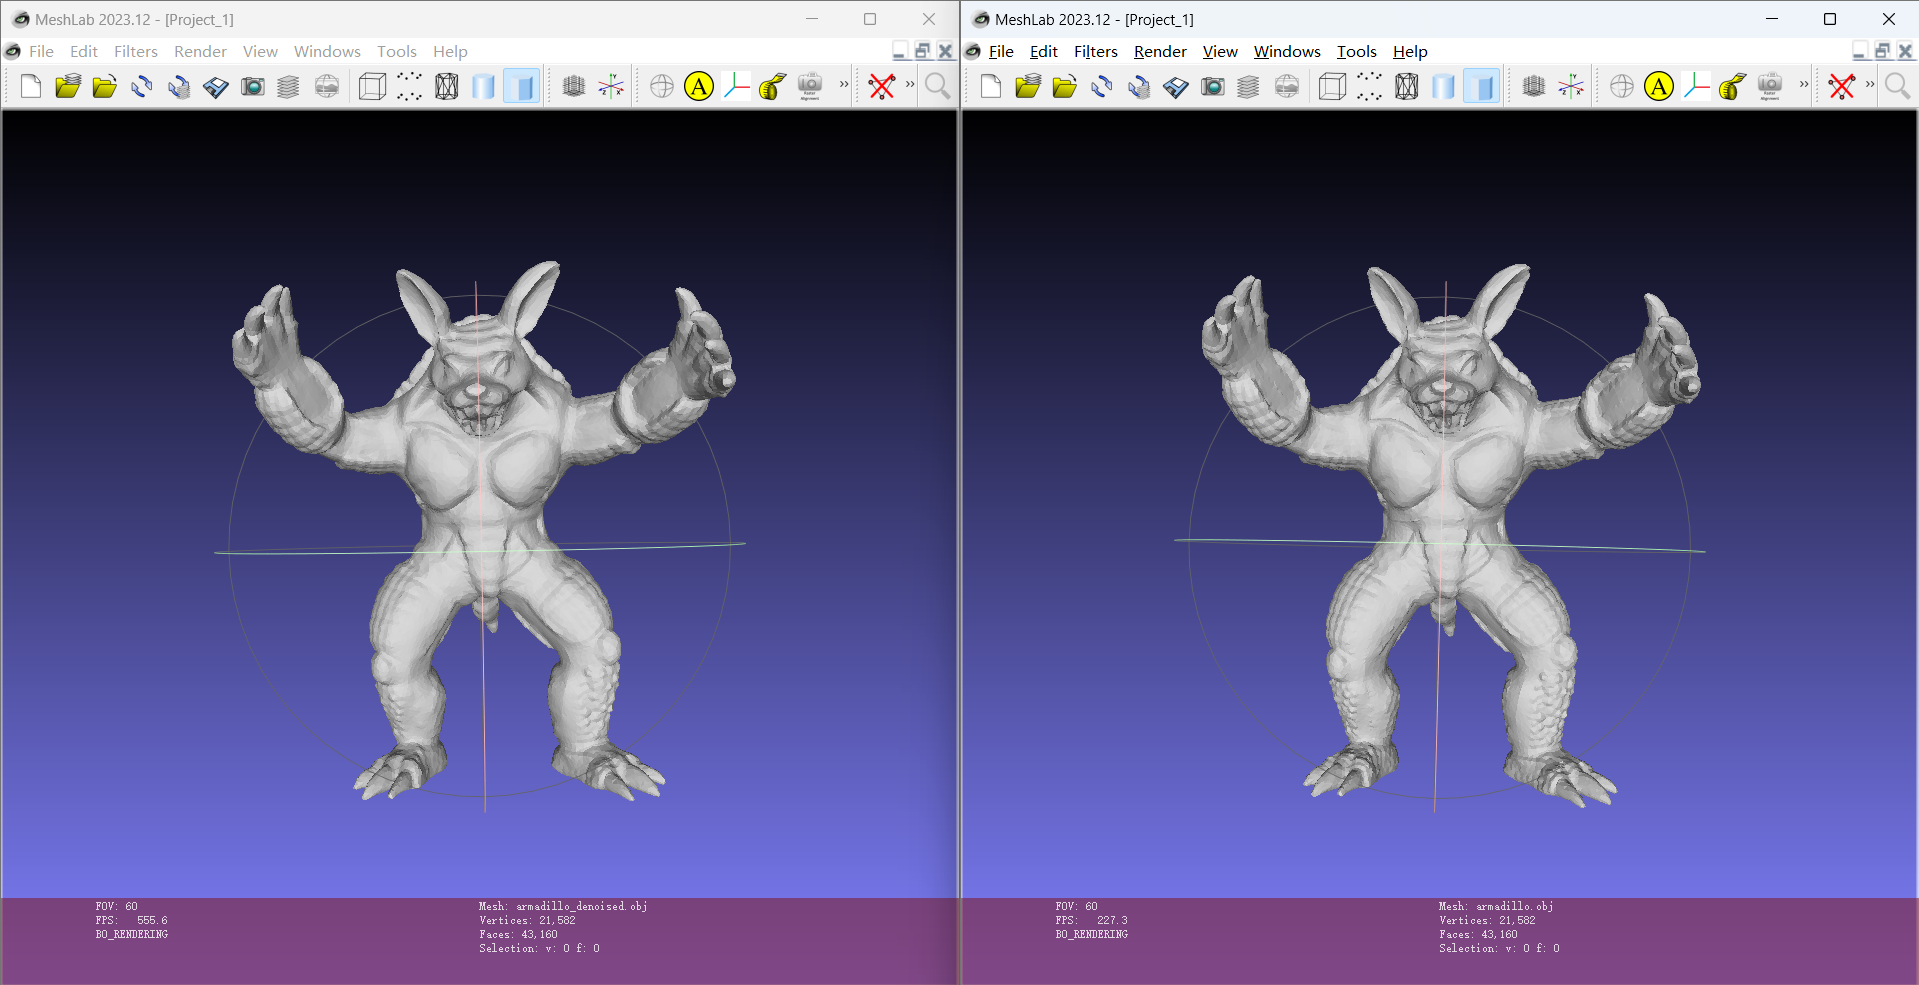 MeshLab 2023.12 - [Project_1]
File Edit Filters Render View Windows Tools Help
A
FOV: 60
FPS: 555.6
BO_RENDERING
Mesh: armadillo_denoised.obj
Vertices: 21,582
Faces: 43,160
Selection: v: 0 f: 0
MeshLab 2023.12 - [Project_1]
File Edit Filters Render View Windows Tools Help
A
FOV: 60
FPS: 227.3
BO_RENDERING
Mesh: armadillo.obj
Vertices: 21,582
Faces: 43,160
Selection: v: 0 f: 0